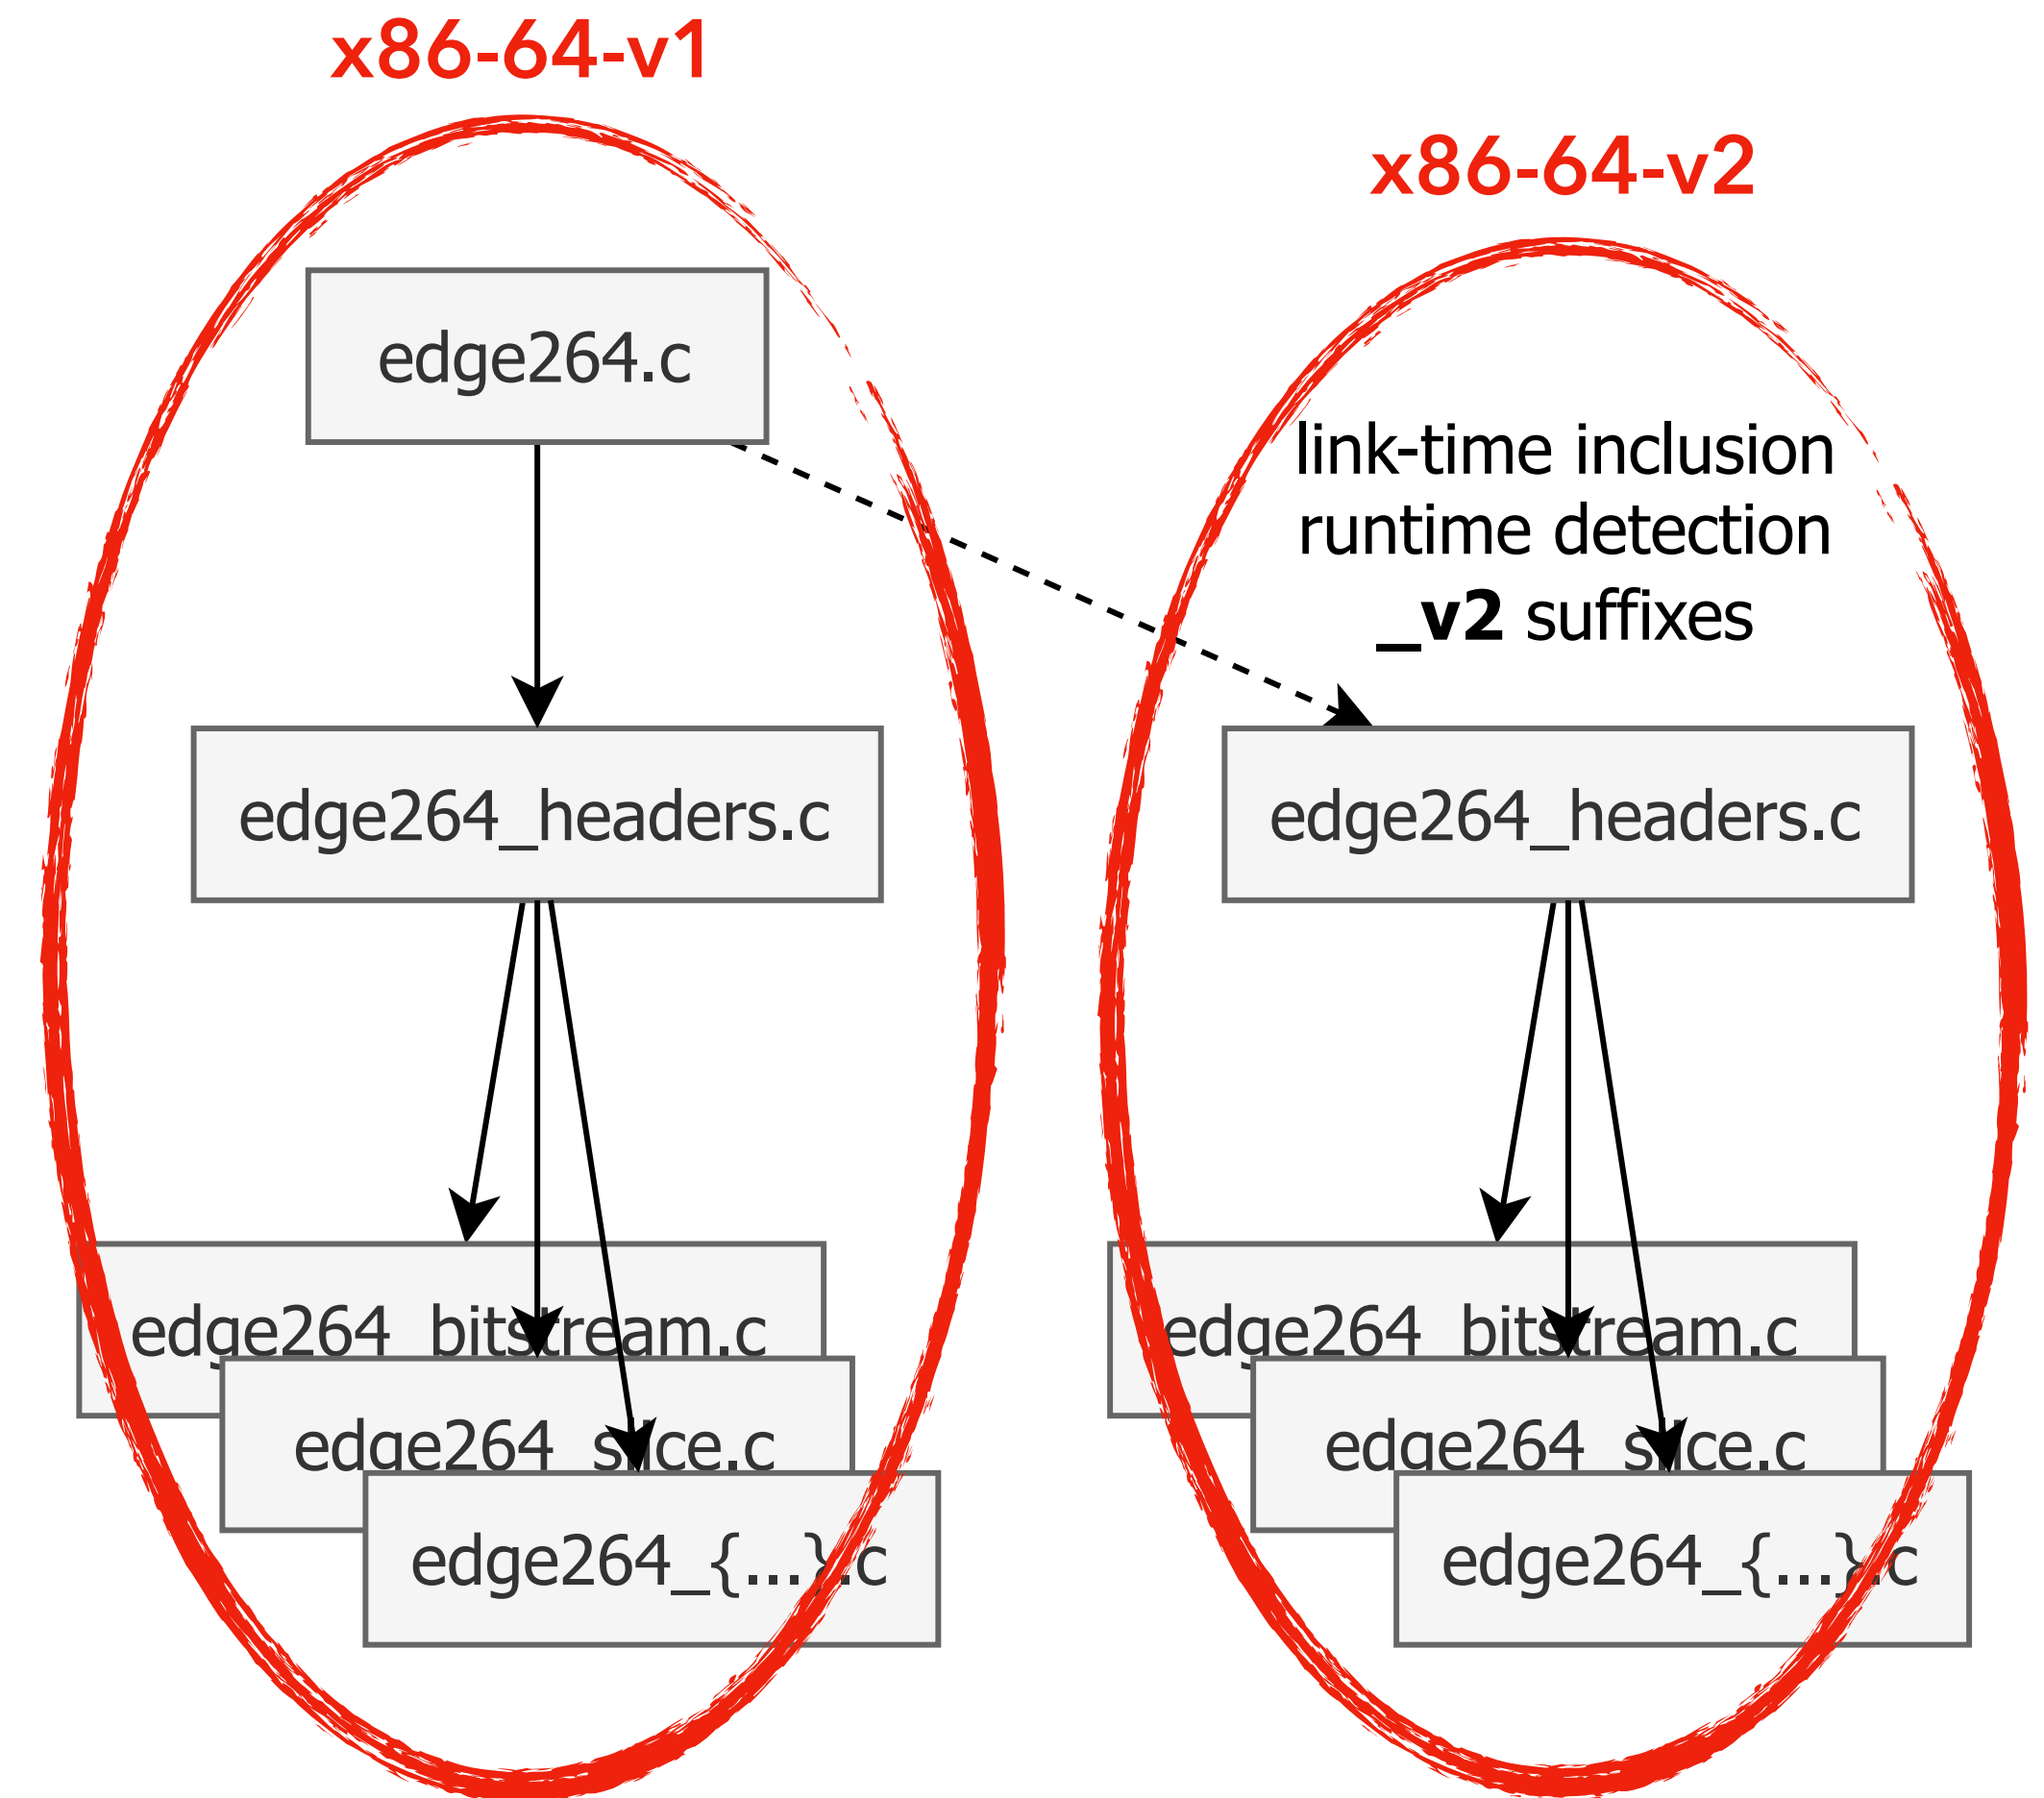 x86-64-v1
edge264.c
edge264_headers.c
edge264_bitstream.c
edge264_slice.c
edge264_{...}.c
x86-64-v2
link-time inclusion
runtime detection
_v2 suffixes
edge264_headers.c
edge264_bitstream.c
edge264_slice.c
edge264_{...}.c